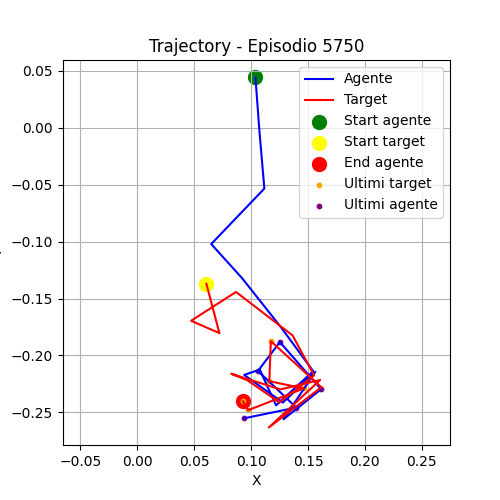 Trajectory - Episodio 5750
Agente
Target
Start agente
Start target
End agente
Ultimi target
Ultimi agente
0.05
0.00
−0.05
−0.10
−0.15
−0.20
−0.25
−0.05 0.00 0.05 0.10 0.15 0.20 0.25
X